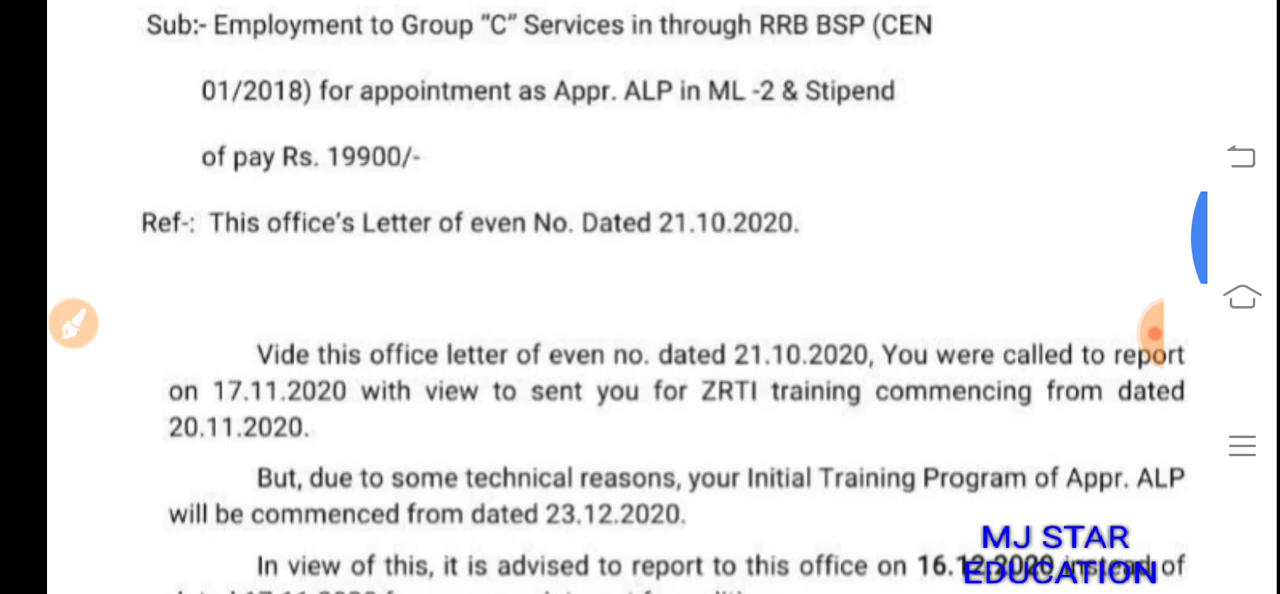 Sub:- Employment to Group "C" Services in through RRB BSP (CEN
01/2018) for appointment as Appr. ALP in ML -2 & Stipend
of pay Rs. 19900/-
Ref-: This office's Letter of even No. Dated 21.10.2020.
Vide this office letter of even no. dated 21.10.2020, You were called to report
on 17.11.2020 with view to sent you for ZRTI training commencing from dated
20.11.2020.
But, due to some technical reasons, your Initial Training Program of Appr. ALP
will be commenced from dated 23.12.2020.
In view of this, it is advised to report to this office on 16.12.2020 instead of
MJ STAR
EDUCATION